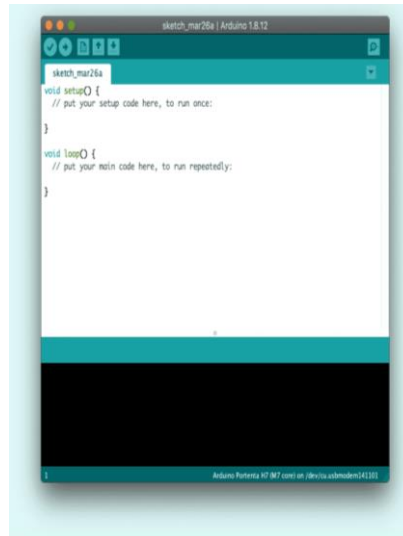 sketch_mar26a | Arduino 1.8.12
sketch_mar26a
void setup() {
// put your setup code here, to run once:
}
void loop() {
// put your main code here, to run repeatedly:
}
1
Arduino Portenta H7 (M7 core) on /dev/cu.usbmodem141101